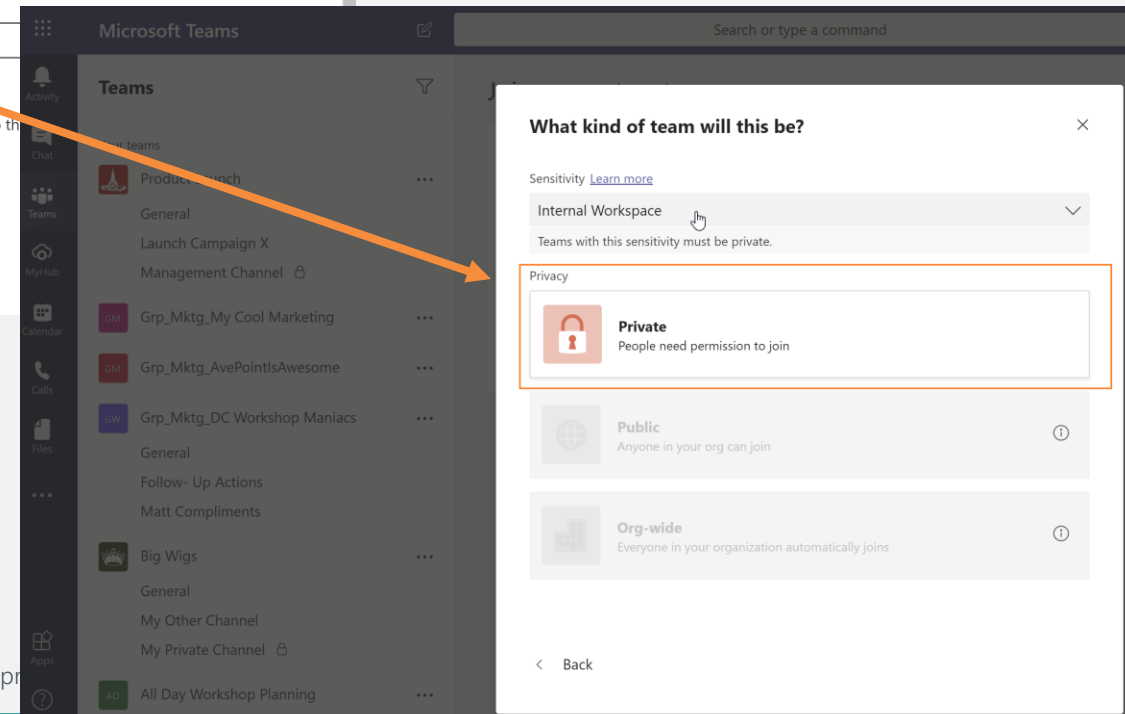 Microsoft Teams
Search or type a command
Activity
Chat
Teams
MyHub
Calendar
Calls
Files
Apps
Teams
teams
Product Launch
General
Launch Campaign X
Management Channel
GM Grp_Mktg_My Cool Marketing
GM Grp_Mktg_AvePointIsAwesome
GW Grp_Mktg_DC Workshop Maniacs
General
Follow- Up Actions
Matt Compliments
Big Wigs
General
My Other Channel
My Private Channel
AD All Day Workshop Planning
What kind of team will this be?
Sensitivity Learn more
Internal Workspace
Teams with this sensitivity must be private.
Privacy
Private
People need permission to join
Public
Anyone in your org can join
Org-wide
Everyone in your organization automatically joins
< Back